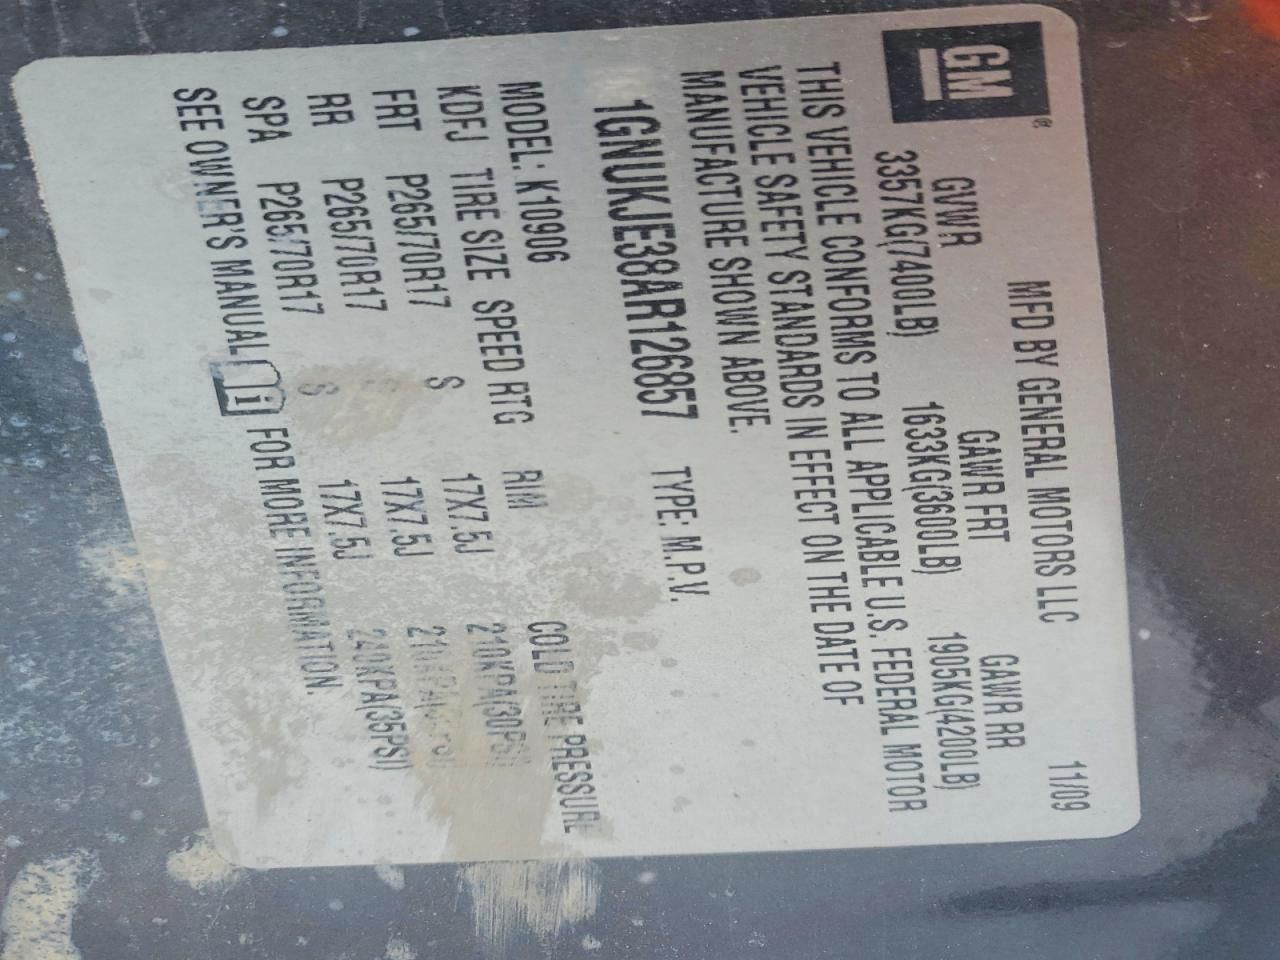 GM®
MFD BY GENERAL MOTORS LLC 11/09
GVWR GAWR FRT GAWR RR
3357KG(7400LB) 1633KG(3600LB) 1905KG(4200LB)
THIS VEHICLE CONFORMS TO ALL APPLICABLE U.S. FEDERAL MOTOR
VEHICLE SAFETY STANDARDS IN EFFECT ON THE DATE OF
MANUFACTURE SHOWN ABOVE.
1GNUKJE38AR126857 TYPE: M.P.V.
MODEL: K10906
KDFJ TIRE SIZE SPEED RTG RIM COLD TIRE PRESSURE
FRT P265/70R17 S 17X7.5J 210KPA(30PSI)
RR P265/70R17 17X7.5J
SPA P265/70R17 S 17X7.5J 240KPA(35PSI)
SEE OWNER'S MANUAL FOR MORE INFORMATION.